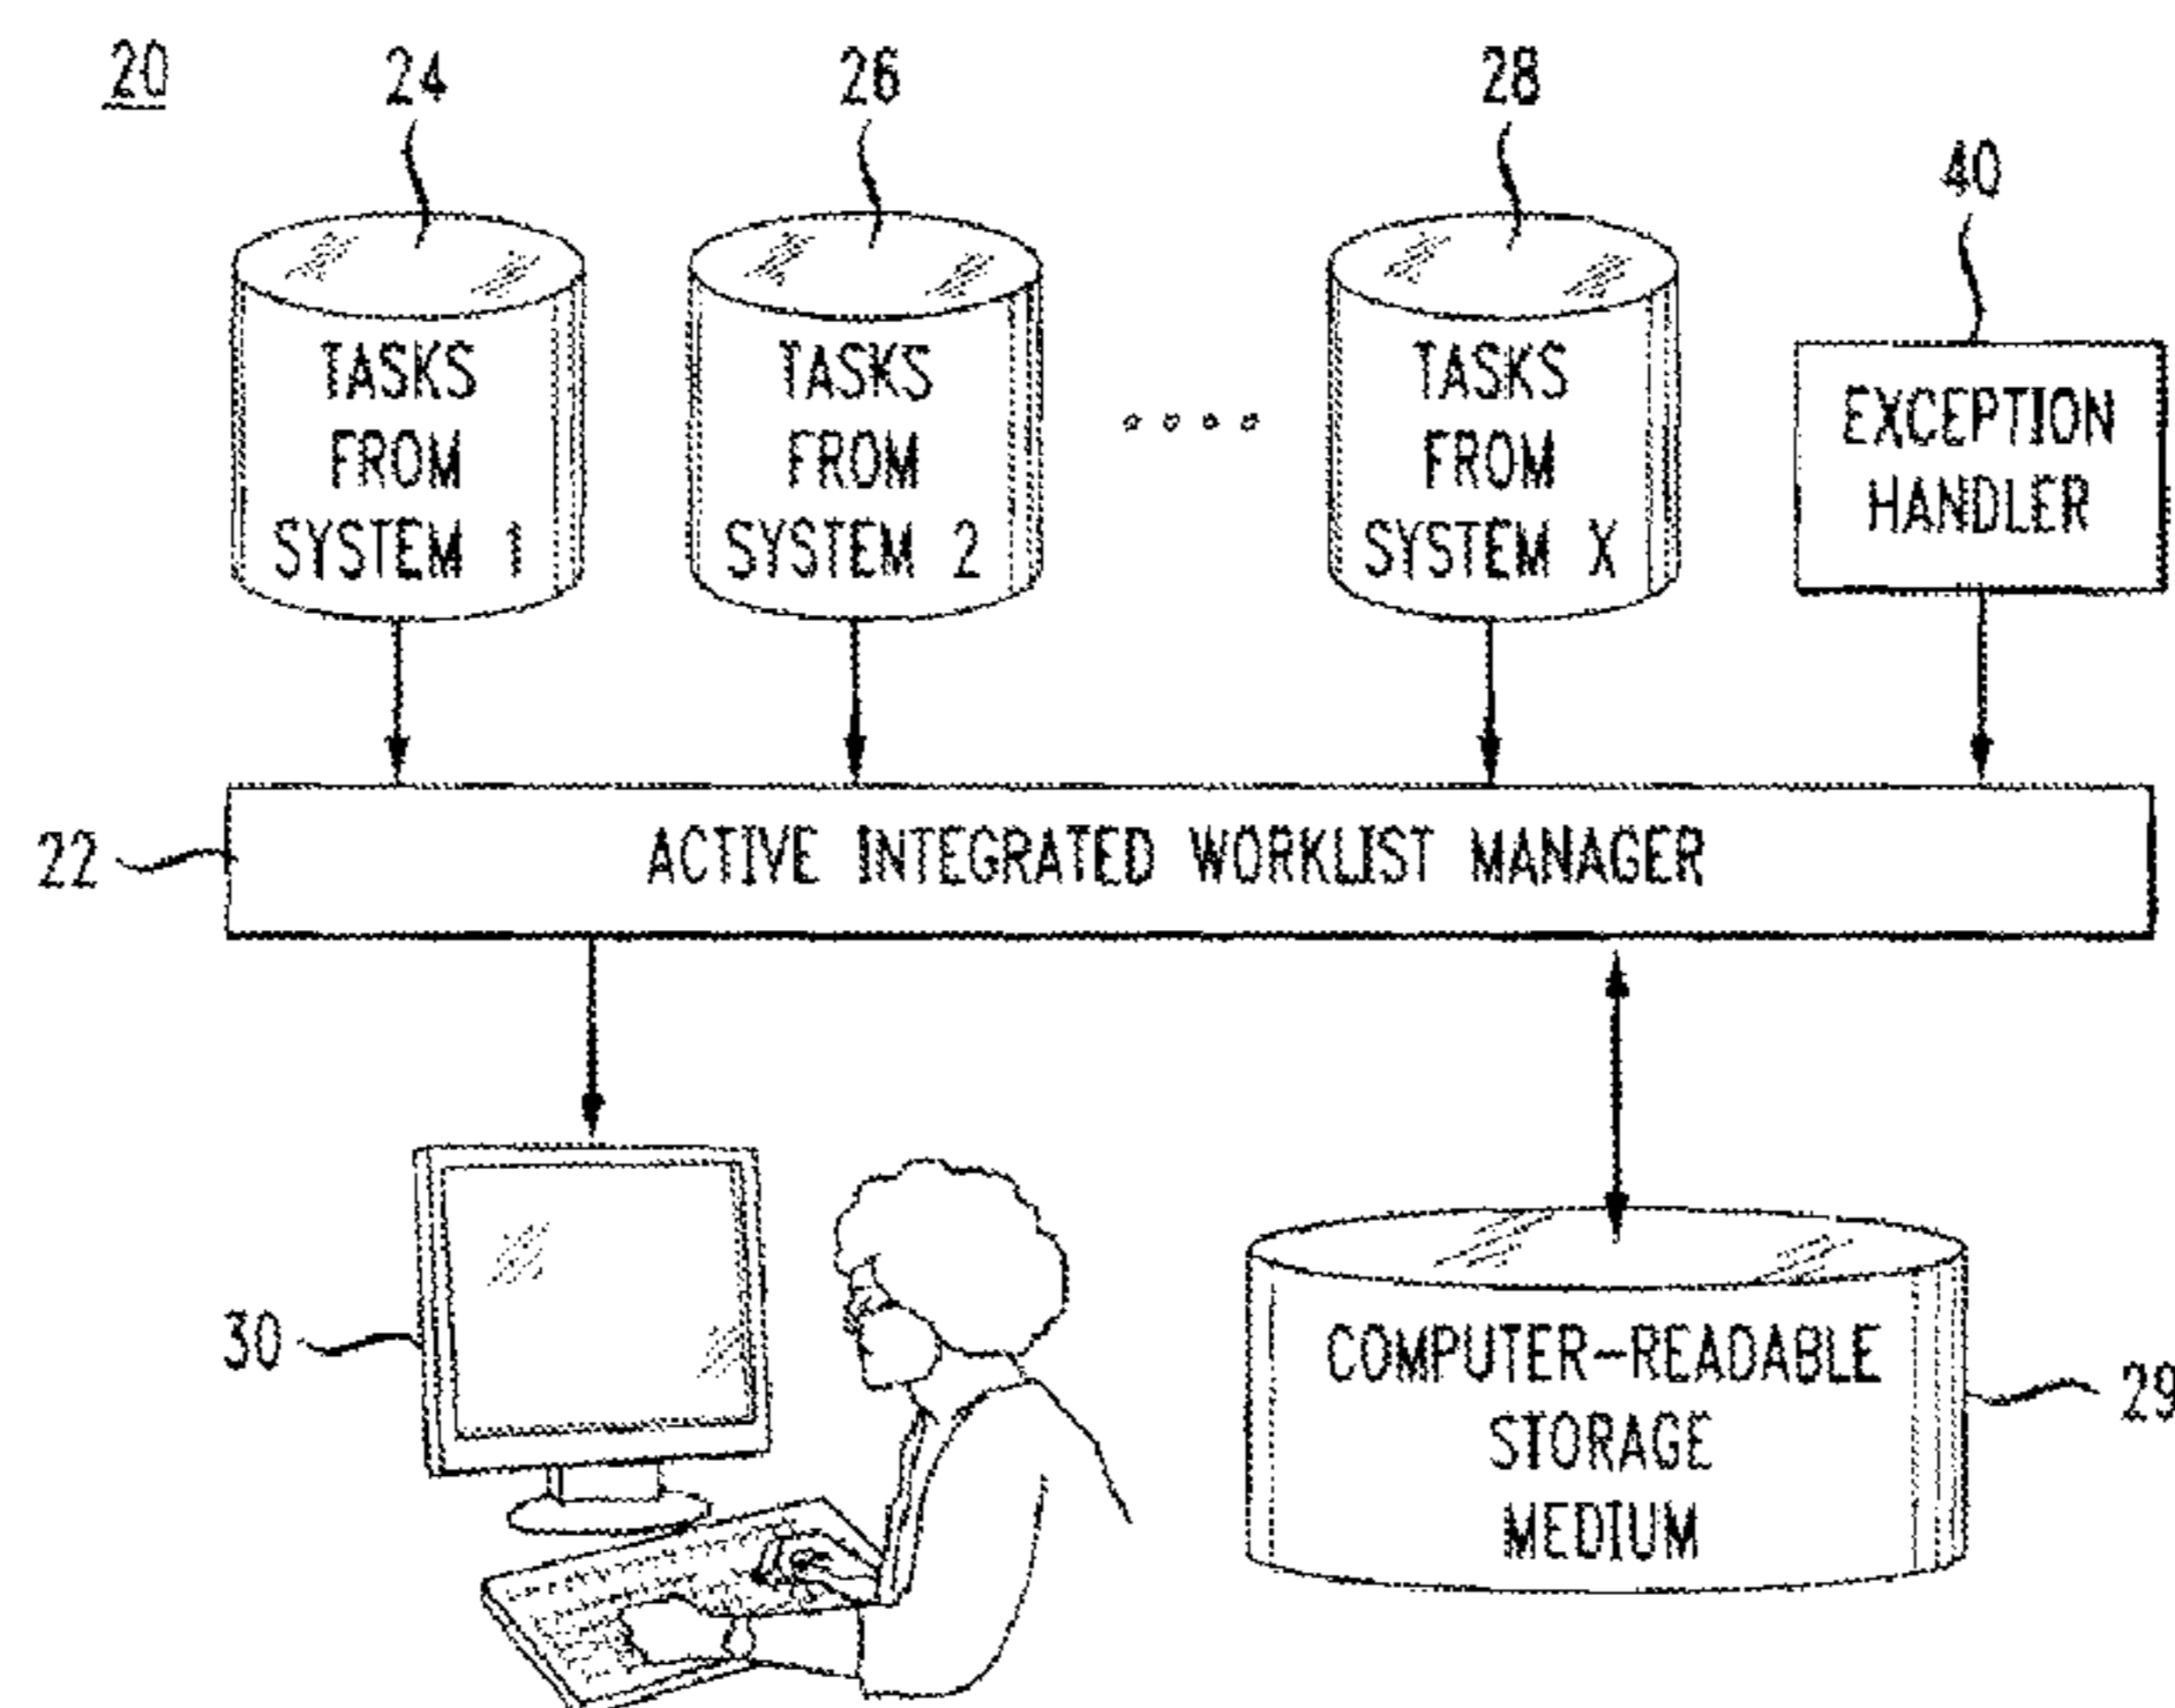 20
24
26
28
40
TASKS
FROM
SYSTEM 1
TASKS
FROM
SYSTEM 2
TASKS
FROM
SYSTEM X
EXCEPTION
HANDLER
22
ACTIVE INTEGRATED WORKLIST MANAGER
30
COMPUTER-READABLE
STORAGE
MEDIUM
29